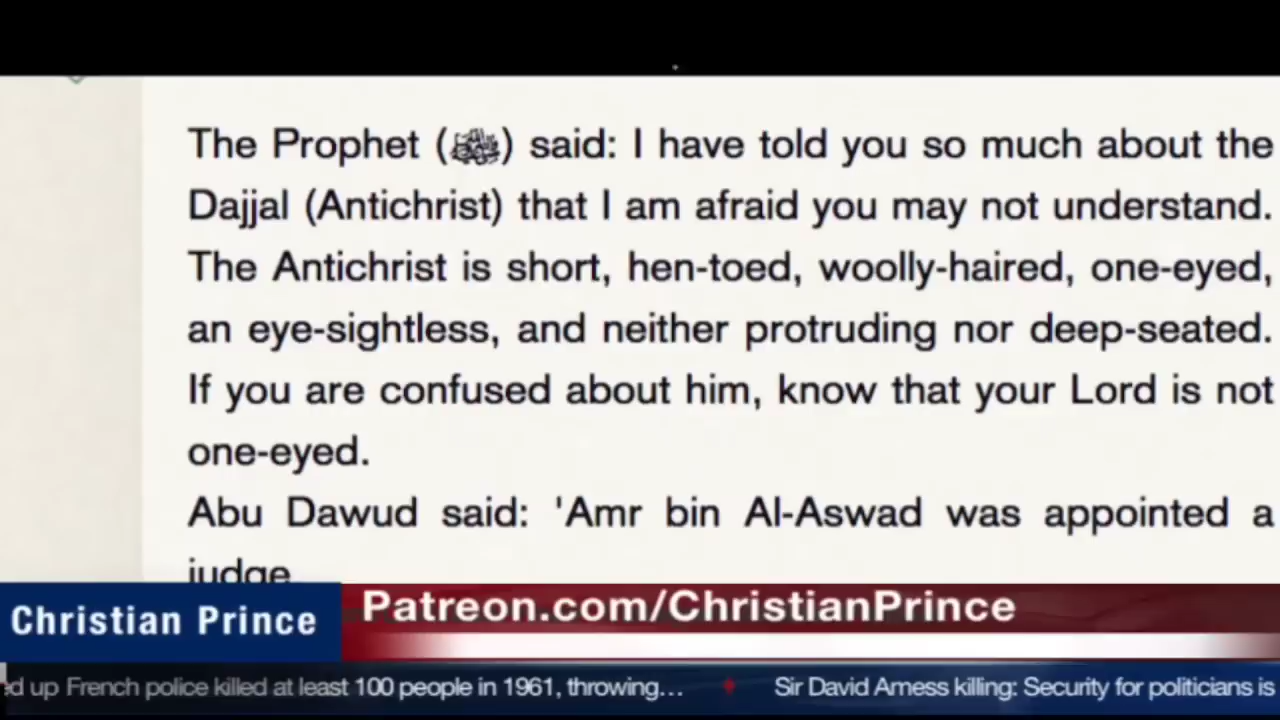 The Prophet (ﷺ) said: I have told you so much about the
Dajjal (Antichrist) that I am afraid you may not understand.
The Antichrist is short, hen-toed, woolly-haired, one-eyed,
an eye-sightless, and neither protruding nor deep-seated.
If you are confused about him, know that your Lord is not
one-eyed.
Abu Dawud said: 'Amr bin Al-Aswad was appointed a
judge.
Christian Prince
Patreon.com/ChristianPrince
ed up French police killed at least 100 people in 1961, throwing... Sir David Amess killing: Security for politicians is